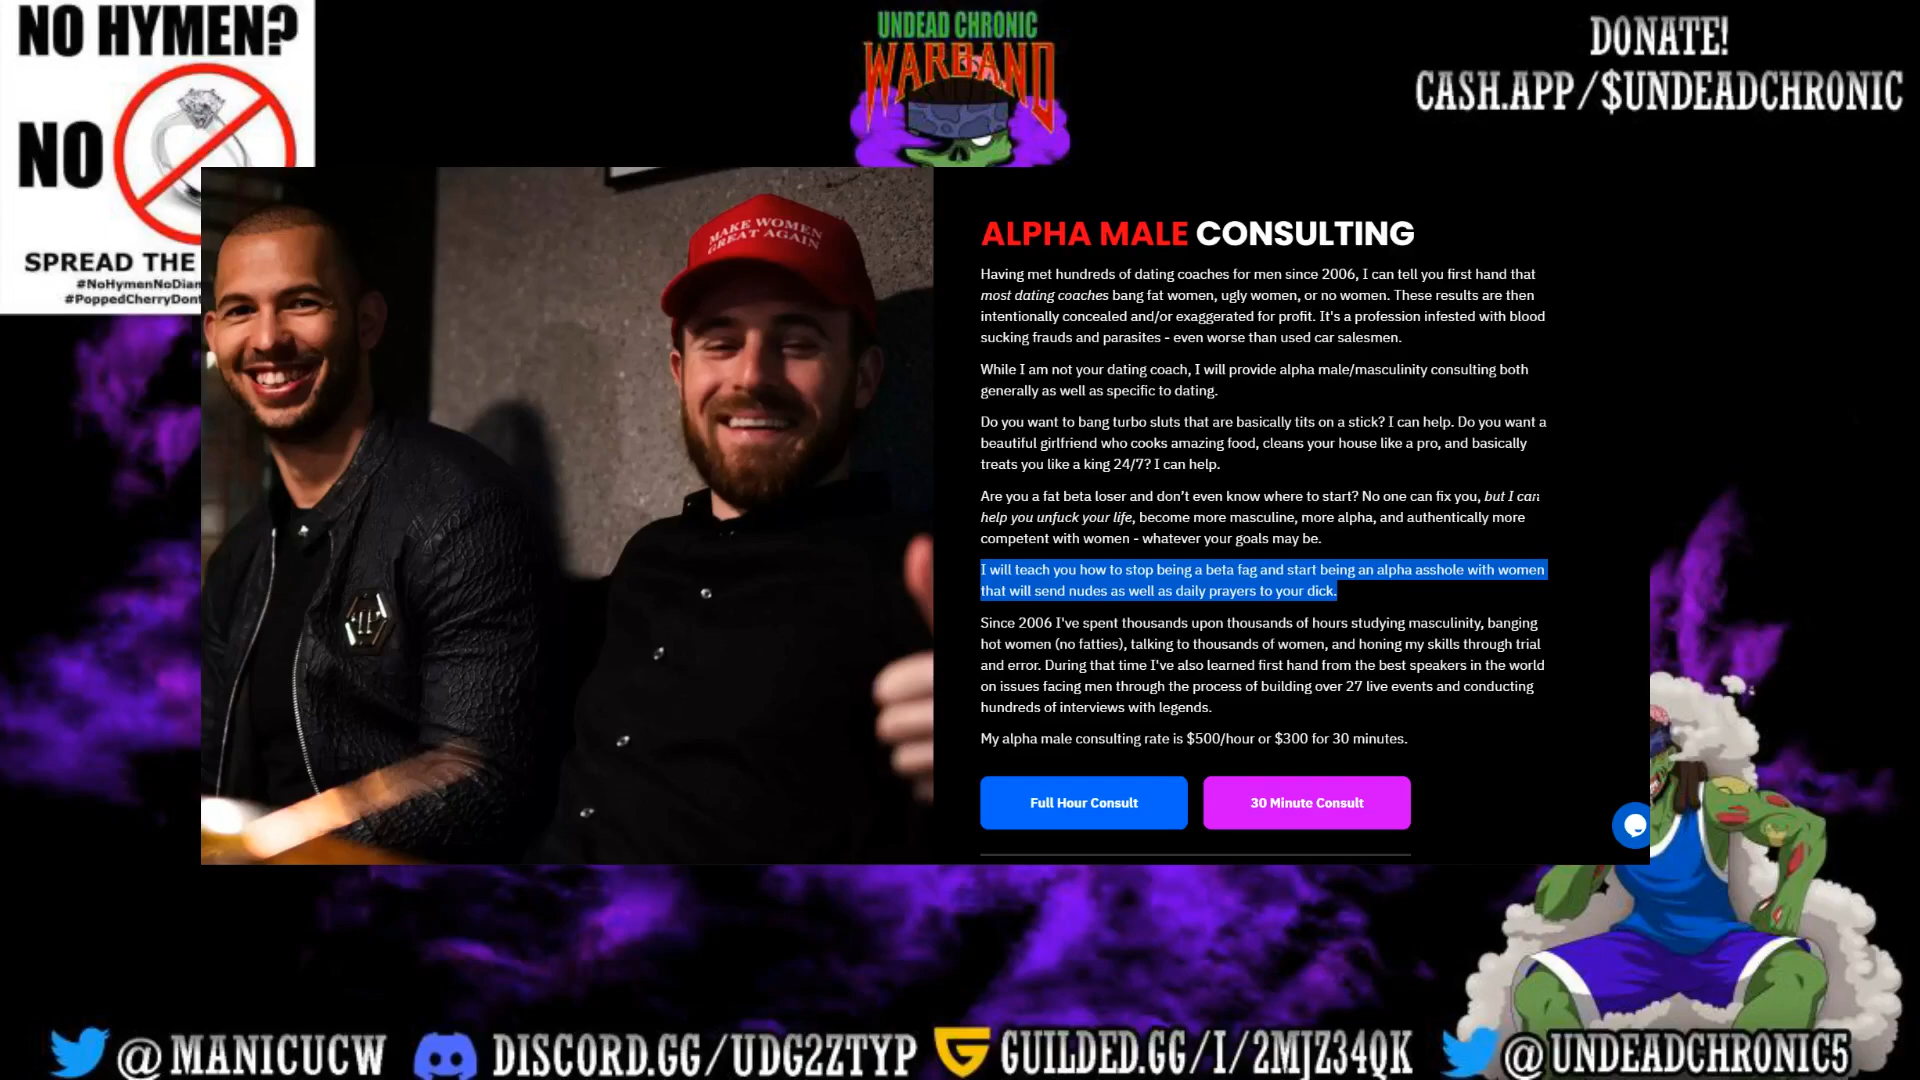 NO HYMEN?
NO
SPREAD THE
#NoHymenNoDiam
#PoppedCherryDont
UNDEAD CHRONIC
WARBAND
DONATE!
CASH.APP/$UNDEADCHRONIC
MAKE WOMEN
GREAT AGAIN
ALPHA MALE CONSULTING
Having met hundreds of dating coaches for men since 2006, I can tell you first hand that
most dating coaches bang fat women, ugly women, or no women. These results are then
intentionally concealed and/or exaggerated for profit. It's a profession infested with blood
sucking frauds and parasites - even worse than used car salesmen.
While I am not your dating coach, I will provide alpha male/masculinity consulting both
generally as well as specific to dating.
Do you want to bang turbo sluts that are basically tits on a stick? I can help. Do you want a
beautiful girlfriend who cooks amazing food, cleans your house like a pro, and basically
treats you like a king 24/7? I can help.
Are you a fat beta loser and don't even know where to start? No one can fix you, but I can
help you unfuck your life, become more masculine, more alpha, and authentically more
competent with women - whatever your goals may be.
I will teach you how to stop being a beta fag and start being an alpha asshole with women
that will send nudes as well as daily prayers to your dick.
Since 2006 I've spent thousands upon thousands of hours studying masculinity, banging
hot women (no fatties), talking to thousands of women, and honing my skills through trial
and error. During that time I've also learned first hand from the best speakers in the world
on issues facing men through the process of building over 27 live events and conducting
hundreds of interviews with legends.
My alpha male consulting rate is $500/hour or $300 for 30 minutes.
Full Hour Consult
30 Minute Consult
@MANICUCW
DISCORD.GG/UDG2ZTYP
GUILDED.GG/I/2MJZ34QK
@UNDEADCHRONIC5